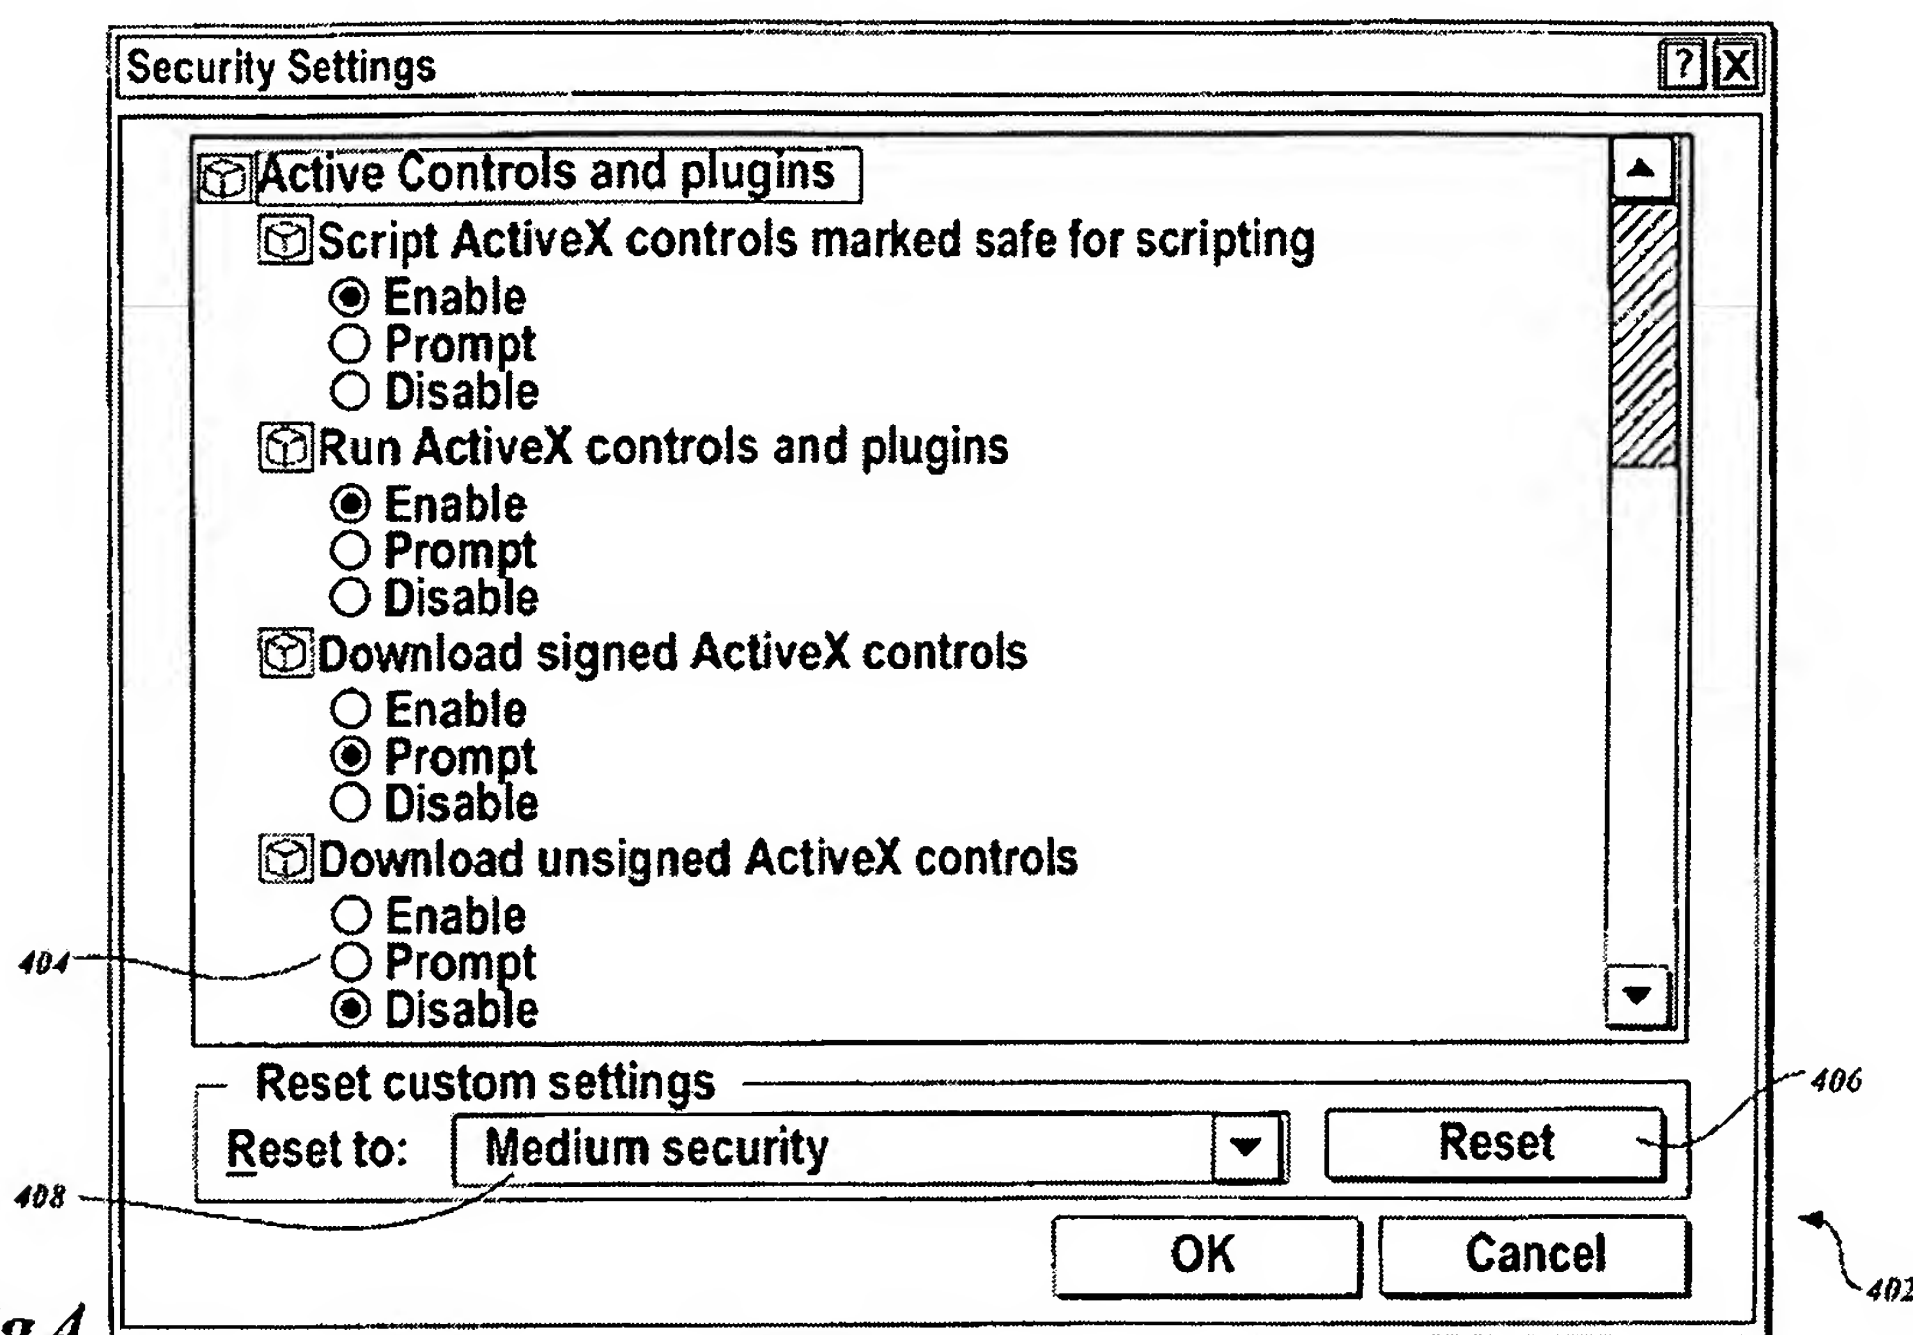 Security Settings ? X
Active Controls and plugins
Script ActiveX controls marked safe for scripting
Enable
Prompt
Disable
Run ActiveX controls and plugins
Enable
Prompt
Disable
Download signed ActiveX controls
Enable
Prompt
Disable
Download unsigned ActiveX controls
Enable
404
Prompt
Disable
Reset custom settings
406
Reset to: Medium security Reset
408
OK Cancel
402